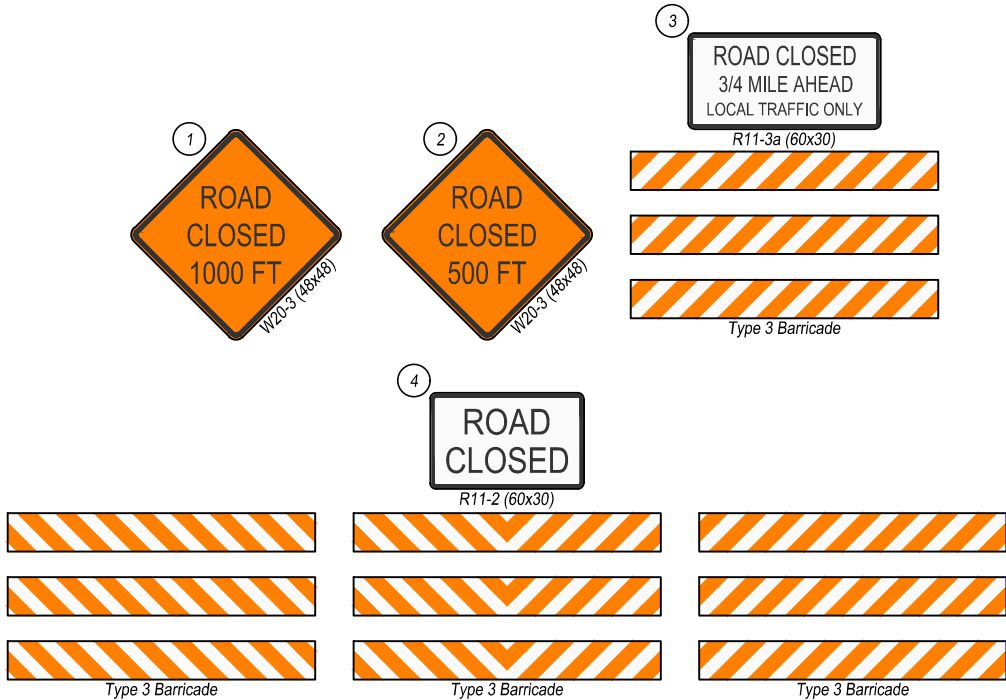 1
ROAD
CLOSED
1000 FT
W20-3 (48x48)
2
ROAD
CLOSED
500 FT
W20-3 (48x48)
3
ROAD CLOSED
3/4 MILE AHEAD
LOCAL TRAFFIC ONLY
R11-3a (60x30)
Type 3 Barricade
4
ROAD
CLOSED
R11-2 (60x30)
Type 3 Barricade
Type 3 Barricade
Type 3 Barricade